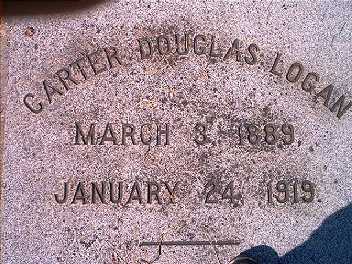 CARTER DOUGLAS LOGAN
MARCH 3, 1889,
JANUARY 24, 1919.